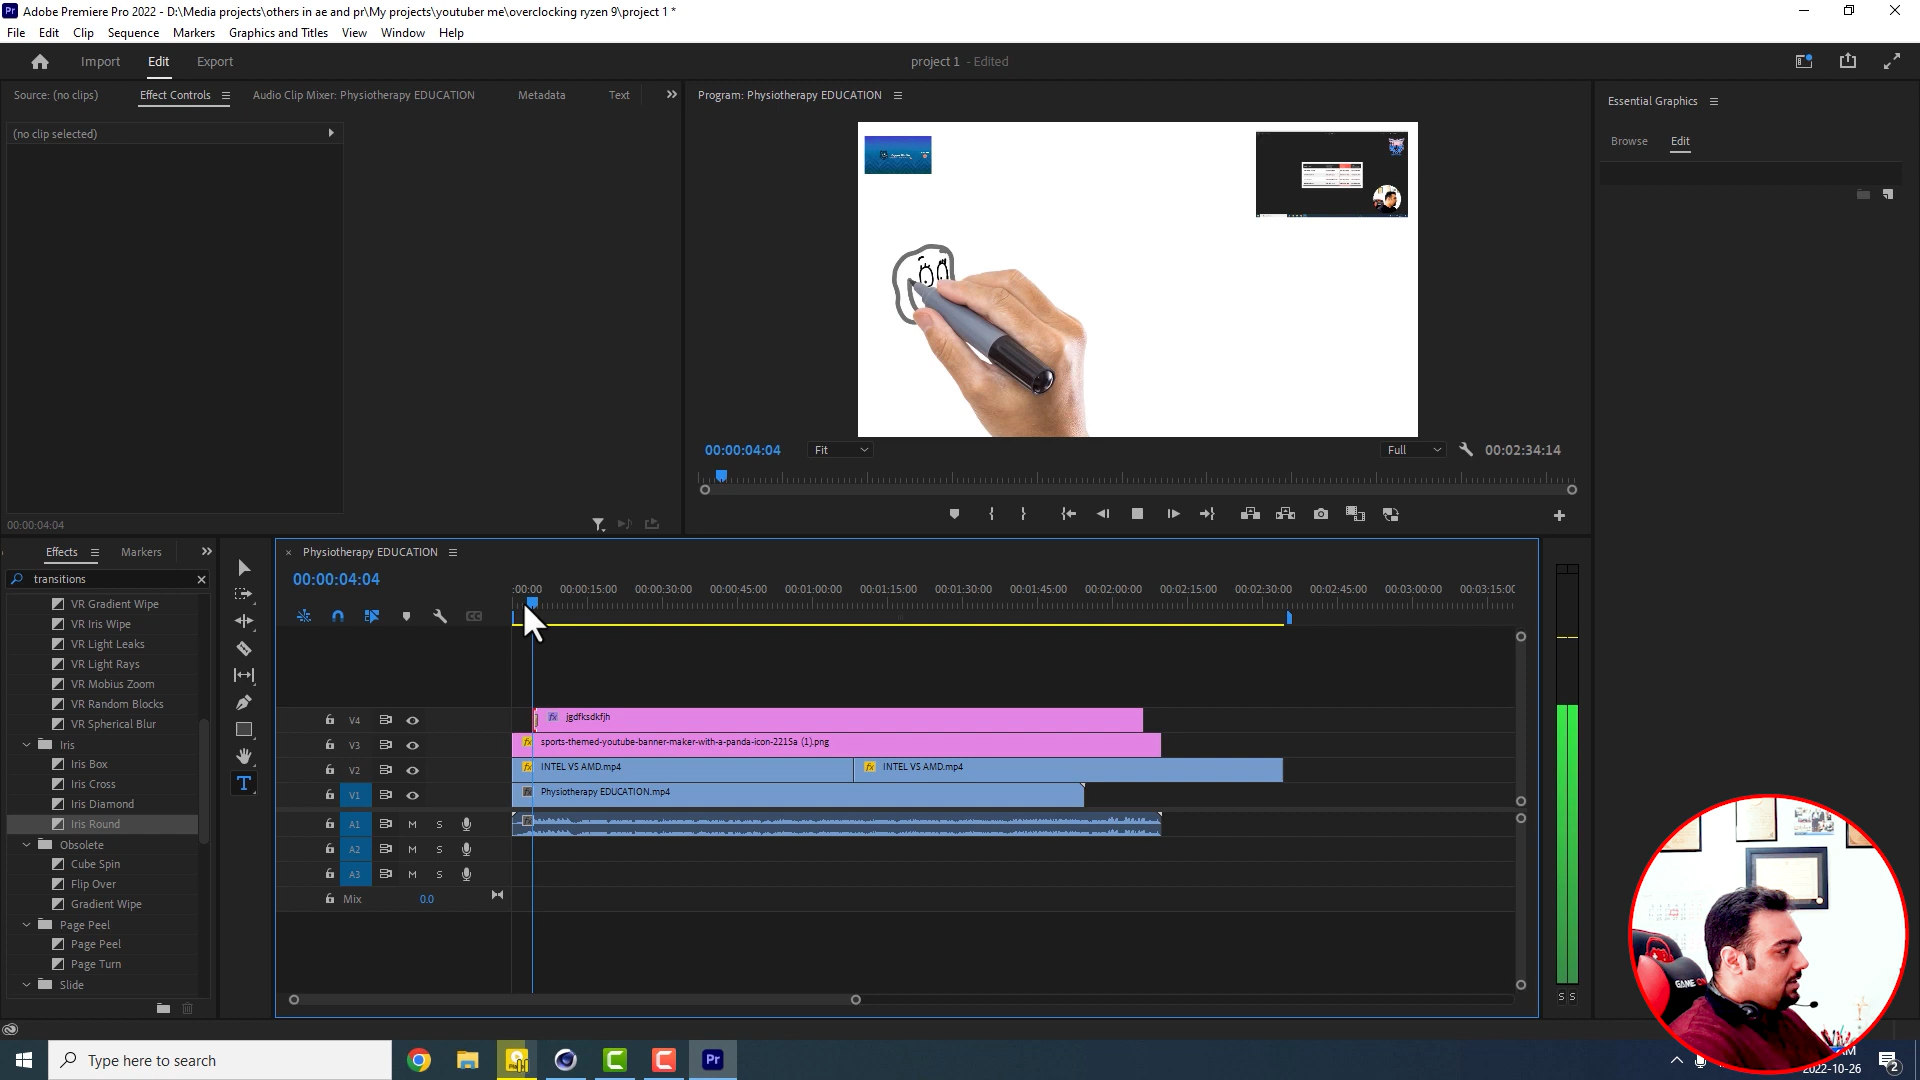 Adobe Premiere Pro 2022 - D:\Media projects\others in ae and pr\My projects\youtuber me\overclocking ryzen 9\project 1 *
File Edit Clip Sequence Markers Graphics and Titles View Window Help
Import Edit Export
project 1 - Edited
Source: (no clips) Effect Controls Audio Clip Mixer: Physiotherapy EDUCATION Metadata Text
Program: Physiotherapy EDUCATION
Essential Graphics
(no clip selected)
Browse Edit
00:00:04:04 Fit Full 00:02:34:14
00:00:04:04
Effects Markers
Physiotherapy EDUCATION
transitions
00:00:04:04
:00:00 00:00:15:00 00:00:30:00 00:00:45:00 00:01:00:00 00:01:15:00 00:01:30:00 00:01:45:00 00:02:00:00 00:02:15:00 00:02:30:00 00:02:45:00 00:03:00:00 00:03:15:00
VR Gradient Wipe
VR Iris Wipe
VR Light Leaks
VR Light Rays
VR Mobius Zoom
VR Random Blocks
VR Spherical Blur
Iris
Iris Box
Iris Cross
Iris Diamond
Iris Round
Obsolete
Cube Spin
Flip Over
Gradient Wipe
Page Peel
Page Peel
Page Turn
Slide
V4 fx jgdfksdkfjh
V3 fx sports-themed-youtube-banner-maker-with-a-panda-icon-2215a (1).png
V2 fx INTEL VS AMD.mp4 fx INTEL VS AMD.mp4
V1 fx Physiotherapy EDUCATION.mp4
A1 M S
A2 M S
A3 M S
Mix 0.0
S S
GAME ON
Type here to search
Pr
AM
2022-10-26
2